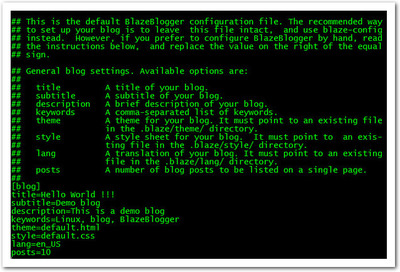 ## This is the default BlazeBlogger configuration file. The recommended way
## to set up your blog is to leave  this file intact,  and use blaze-config
## instead.  However, if you prefer to configure BlazeBlogger by hand, read
## the instructions below,  and replace the value on the right of the equal
## sign.
## General blog settings. Available options are:
##
##   title       A title of your blog.
##   subtitle    A subtitle of your blog.
##   description A brief description of your blog.
##   keywords    A comma-separated list of keywords.
##   theme       A theme for your blog. It must point to an existing file
##               in the .blaze/theme/ directory.
##   style       A style sheet for your blog.  It must point  to  an exis-
##               ting file in the .blaze/style/ directory.
##   lang        A translation of your blog. It must point to an existing
##               file in the .blaze/lang/ directory.
##   posts       A number of blog posts to be listed on a single page.
##
[blog]
title=Hello World !!!
subtitle=Demo blog
description=This is a demo blog
keywords=Linux, blog, BlazeBlogger
theme=default.html
style=default.css
lang=en_US
posts=10